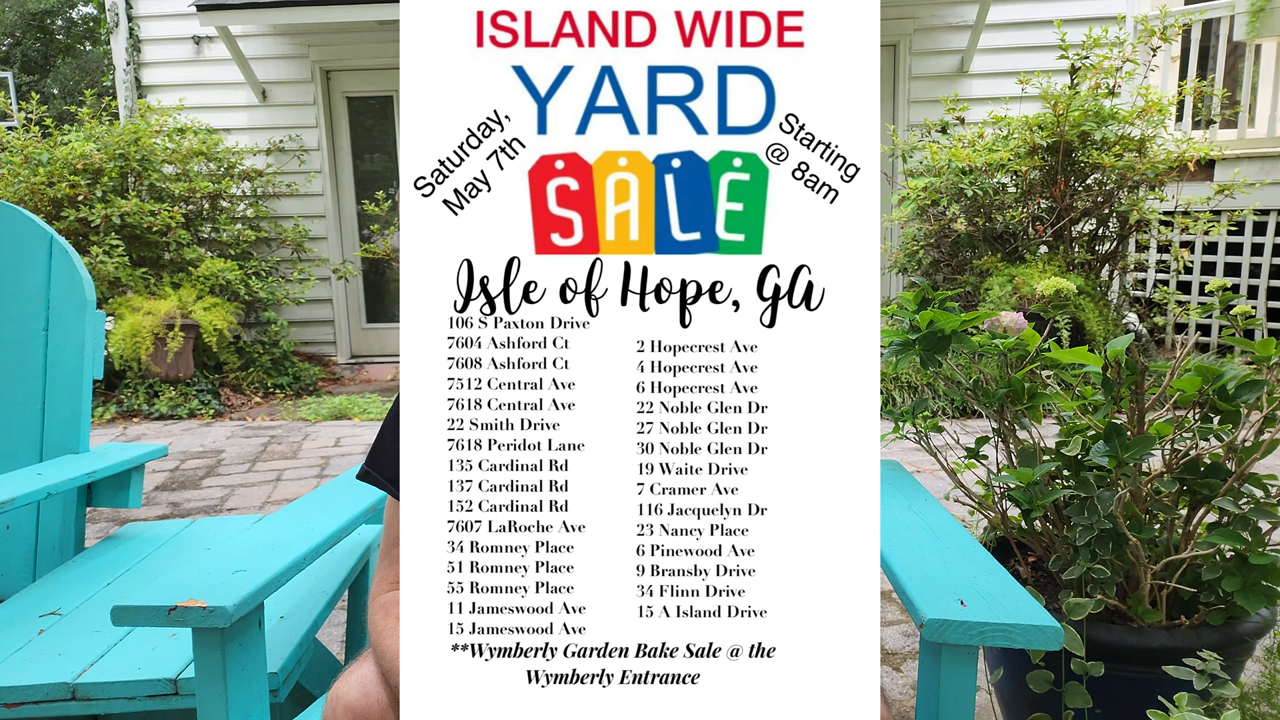 ISLAND WIDE
YARD
Saturday,
May 7th
Starting
@ 8am
SALE
Isle of Hope, GA
106 S Paxton Drive
7604 Ashford Ct
7608 Ashford Ct
7512 Central Ave
7618 Central Ave
22 Smith Drive
7618 Peridot Lane
135 Cardinal Rd
137 Cardinal Rd
152 Cardinal Rd
7607 LaRoche Ave
34 Romney Place
51 Romney Place
55 Romney Place
11 Jameswood Ave
15 Jameswood Ave
2 Hopecrest Ave
4 Hopecrest Ave
6 Hopecrest Ave
22 Noble Glen Dr
27 Noble Glen Dr
30 Noble Glen Dr
19 Waite Drive
7 Cramer Ave
116 Jacquelyn Dr
23 Nancy Place
6 Pinewood Ave
9 Bransby Drive
34 Flinn Drive
15 A Island Drive
**Wymberly Garden Bake Sale @ the
Wymberly Entrance